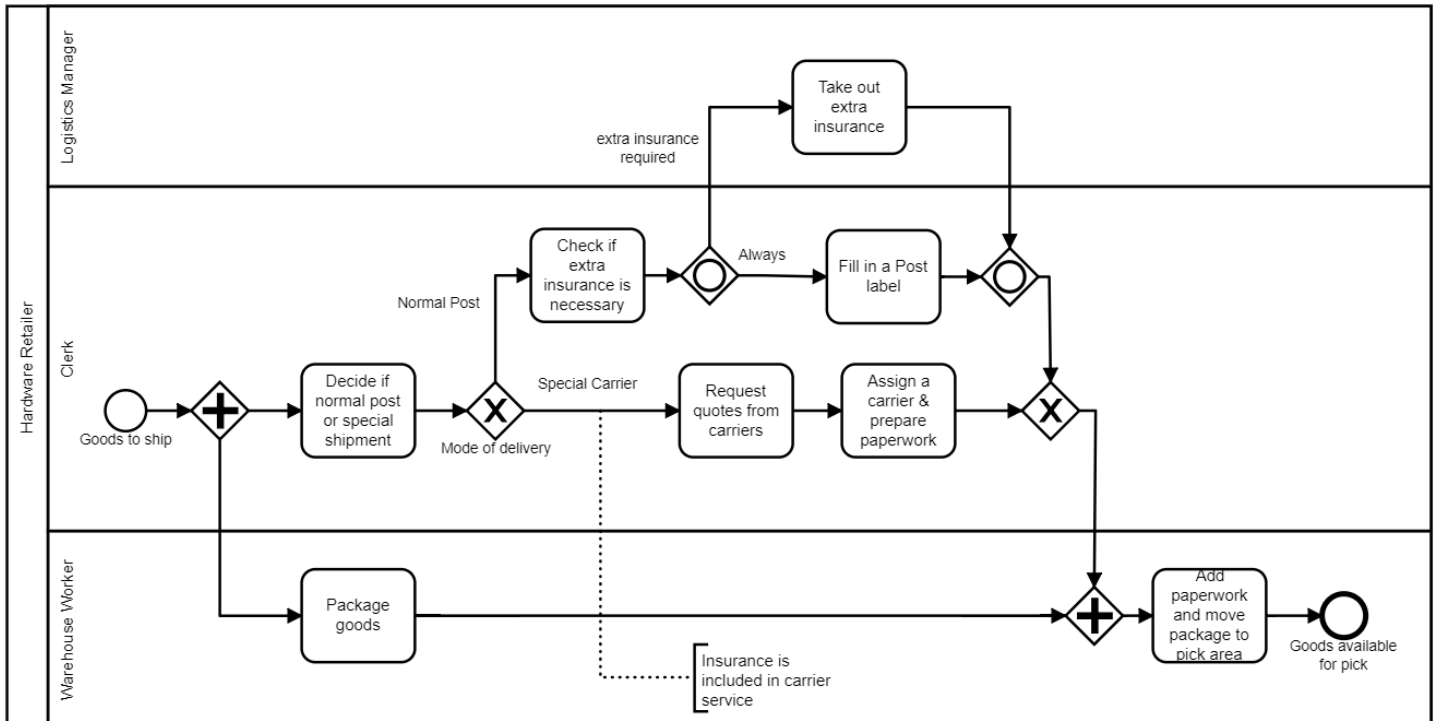 Hardware Retailer
Logistics Manager
Take out
extra
insurance
extra insurance
required
Clerk
Check if
extra
insurance is
necessary
Always
Fill in a Post
label
Normal Post
Goods to ship
Decide if
normal post
or special
shipment
Mode of delivery
Special Carrier
Request
quotes from
carriers
Assign a
carrier &
prepare
paperwork
Warehouse Worker
Package
goods
Insurance is
included in carrier
service
Add
paperwork
and move
package to
pick area
Goods available
for pick